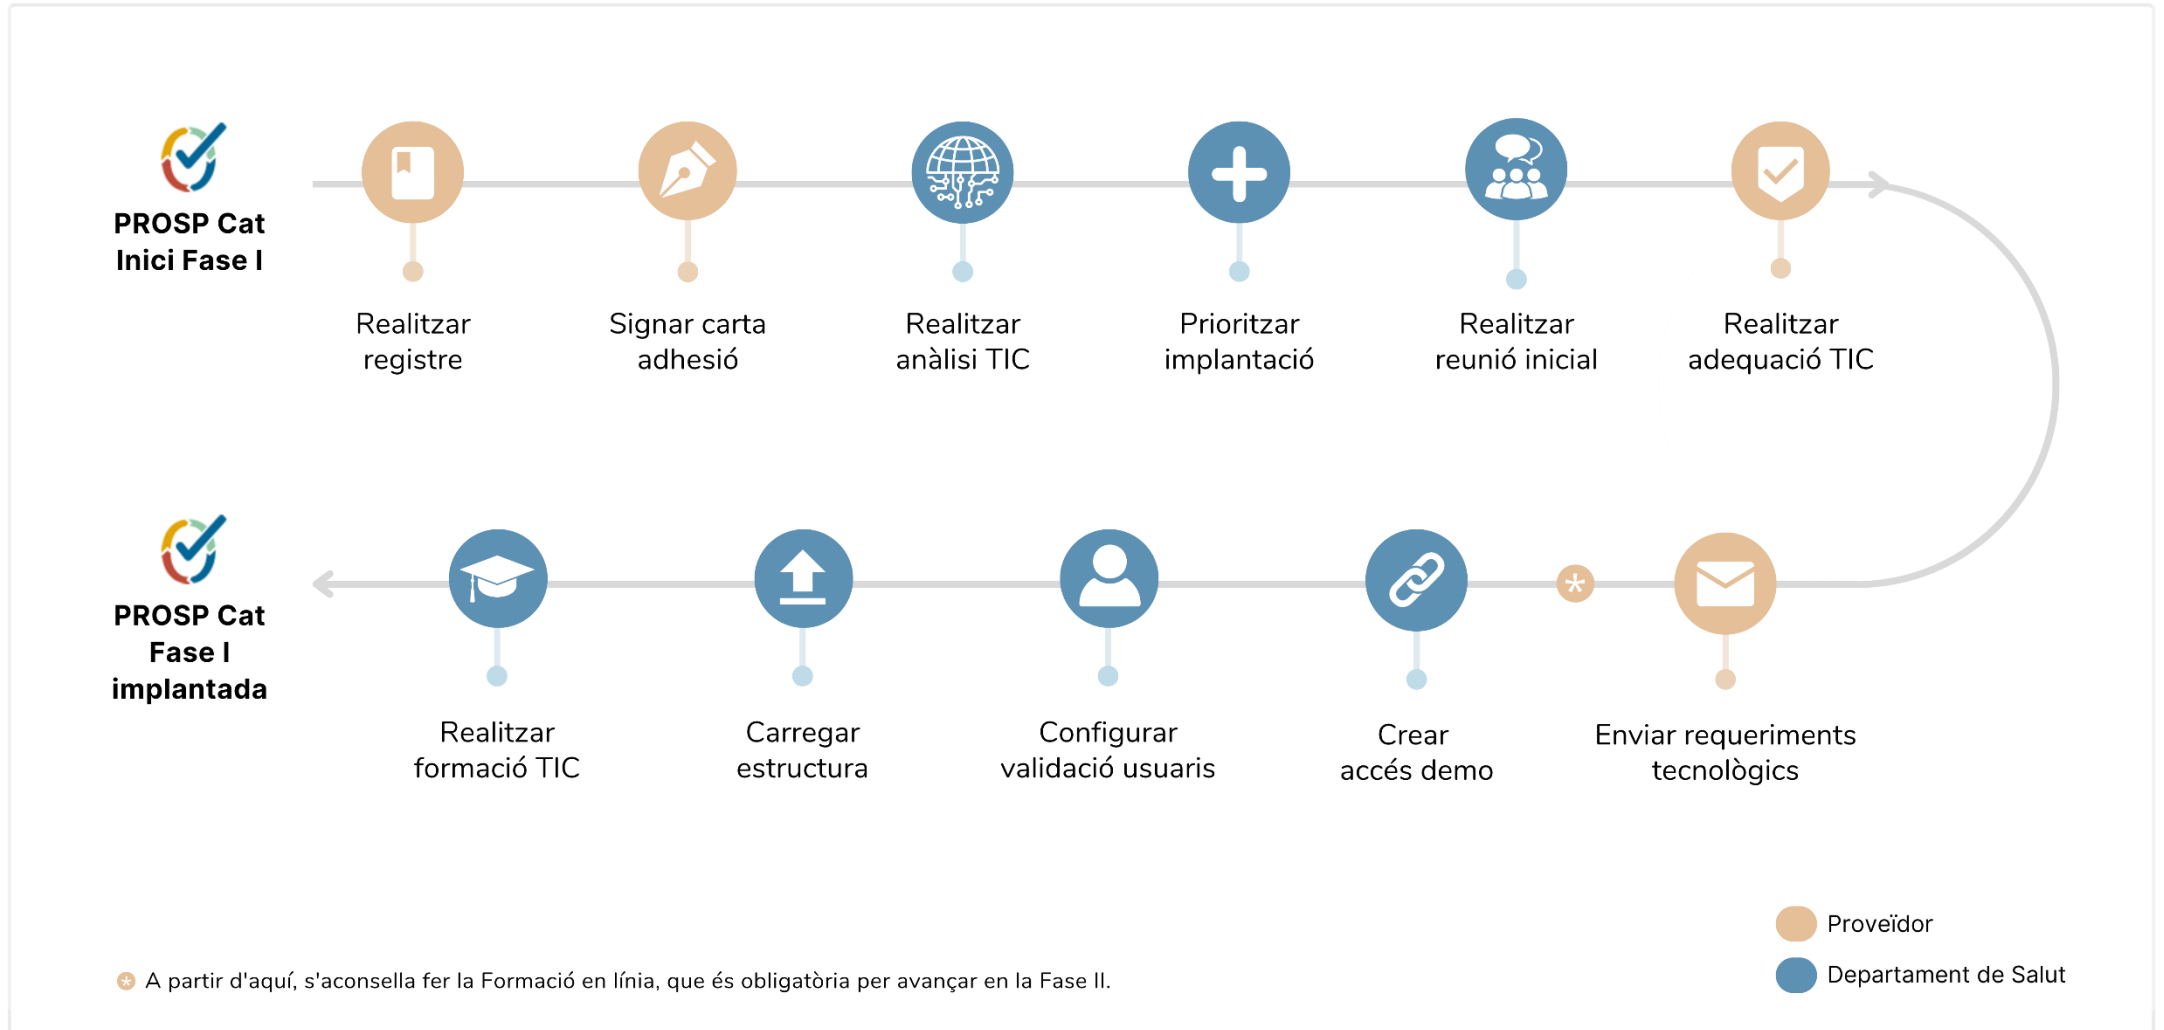 PROSP Cat
Inici Fase I
Realitzar
registre
Signar carta
adhesió
Realitzar
anàlisi TIC
Prioritzar
implantació
Realitzar
reunió inicial
Realitzar
adequació TIC
PROSP Cat
Fase I
implantada
Realitzar
formació TIC
Carregar
estructura
Configurar
validació usuaris
Crear
accés demo
*
Enviar requeriments
tecnològics
Proveïdor
Departament de Salut
* A partir d'aquí, s'aconsella fer la Formació en línia, que és obligatòria per avançar en la Fase II.